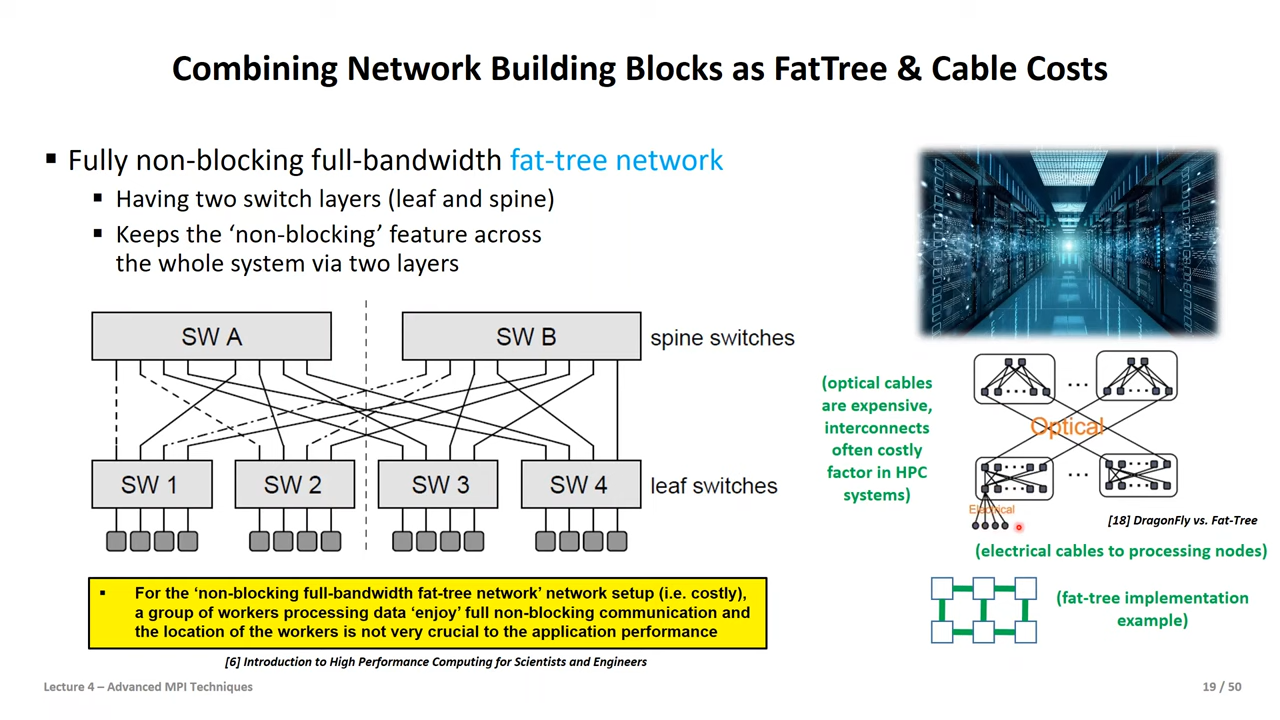 Combining Network Building Blocks as FatTree & Cable Costs
▪ Fully non-blocking full-bandwidth fat-tree network
▪ Having two switch layers (leaf and spine)
▪ Keeps the ‘non-blocking’ feature across
the whole system via two layers
SW A
SW B
spine switches
SW 1
SW 2
SW 3
SW 4
leaf switches
▪ For the ‘non-blocking full-bandwidth fat-tree network’ network setup (i.e. costly),
a group of workers processing data ‘enjoy’ full non-blocking communication and
the location of the workers is not very crucial to the application performance
[6] Introduction to High Performance Computing for Scientists and Engineers
(optical cables
are expensive,
interconnects
often costly
factor in HPC
systems)
Optical
Electrical
[18] DragonFly vs. Fat-Tree
(electrical cables to processing nodes)
(fat-tree implementation
example)
Lecture 4 – Advanced MPI Techniques
19 / 50